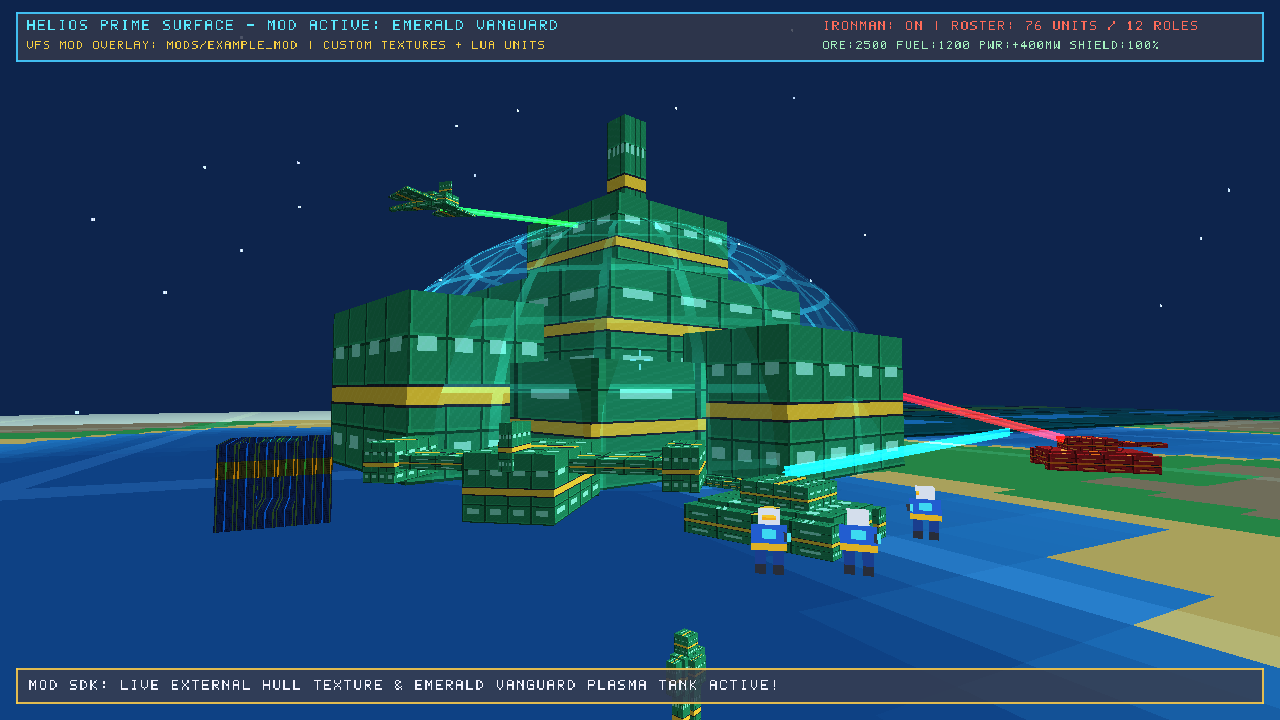 HELIOS PRIME SURFACE - MOD ACTIVE: EMERALD VANGUARD
VFS MOD OVERLAY: MODS/EXAMPLE_MOD | CUSTOM TEXTURES + LUA UNITS
IRONMAN: ON | ROSTER: 76 UNITS / 12 ROLES
ORE:2500 FUEL:1200 PWR:+400MW SHIELD:100%
MOD SDK: LIVE EXTERNAL HULL TEXTURE & EMERALD VANGUARD PLASMA TANK ACTIVE!